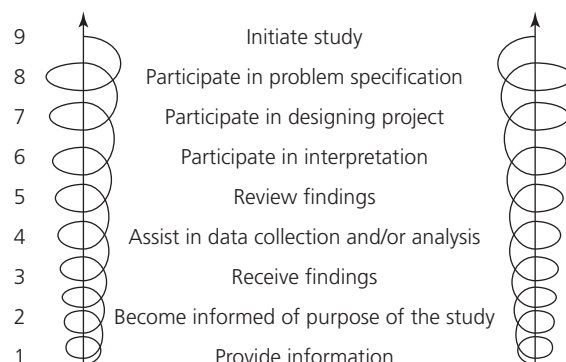 9 Initiate study
8 Participate in problem specification
7 Participate in designing project
6 Participate in interpretation
5 Review findings
4 Assist in data collection and/or analysis
3 Receive findings
2 Become informed of purpose of the study
1 Provide information